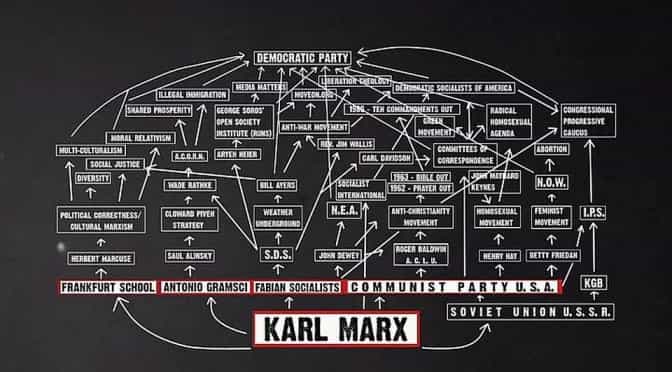 DEMOCRATIC PARTY
LIBERATION THEOLOGY
MEDIA MATTERS
DEMOCRATIC SOCIALISTS OF AMERICA
ILLEGAL IMMIGRATION
MOVEON.ORG
SHARED PROSPERITY
GEORGE SOROS'
OPEN SOCIETY
INSTITUTE (RUNS)
TEN COMMANDMENTS OUT
RADICAL
HOMOSEXUAL
AGENDA
CONGRESSIONAL
PROGRESSIVE
CAUCUS
ANTI-WAR MOVEMENT
GREEN
MOVEMENT
MORAL RELATIVISM
MULTI-CULTURALISM
REV. JIM WALLIS
A.C.O.R.N.
ARYEH NEIER
CARL DAVIDSON
COMMITTEES OF
CORRESPONDENCE
ABORTION
SOCIAL JUSTICE
DIVERSITY
WADE RATHKE
BILL AYERS
SOCIALIST
INTERNATIONAL
1963 - BIBLE OUT
1962 - PRAYER OUT
JOHN MAYNARD
KEYNES
N.O.W.
POLITICAL CORRECTNESS/
CULTURAL MARXISM
CLOWARD PIVEN
STRATEGY
WEATHER
UNDERGROUND
N.E.A.
ANTI-CHRISTIANITY
MOVEMENT
HOMOSEXUAL
MOVEMENT
FEMINIST
MOVEMENT
I.P.S.
HERBERT MARCUSE
SAUL ALINSKY
S.D.S.
JOHN DEWEY
ROGER BALDWIN
A.C.L.U.
HENRY HAY
BETTY FRIEDAN
FRANKFURT SCHOOL
ANTONIO GRAMSCI
FABIAN SOCIALISTS
COMMUNIST PARTY U.S.A.
KGB
SOVIET UNION U.S.S.R.
KARL MARX